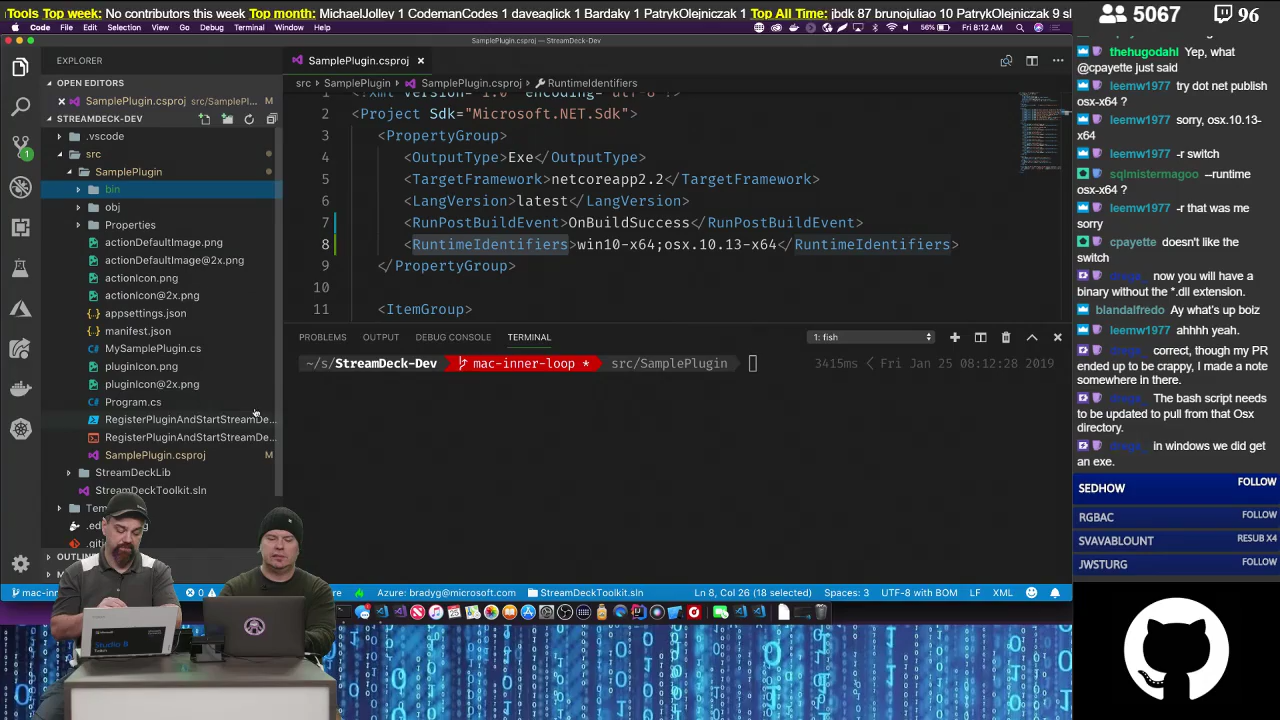 Tools Top week: No contributors this week Top month: MichaelJolley 1 CodemanCodes 1 daveaglick 1 Bardaky 1 PatrykOlejniczak 1 Top All Time: jbdk 87 brunojuliao 10 PatrykOlejniczak 9
5067
96
Code File Edit Selection View Go Debug Terminal Window Help
56% Fri 8:12 AM
SamplePlugin.csproj — StreamDeck-Dev
EXPLORER
OPEN EDITORS
SamplePlugin.csproj src/SamplePl... M
STREAMDECK-DEV
.vscode
src
SamplePlugin
bin
obj
Properties
actionDefaultImage.png
actionDefaultImage@2x.png
actionIcon.png
actionIcon@2x.png
appsettings.json
manifest.json
MySamplePlugin.cs
pluginIcon.png
pluginIcon@2x.png
Program.cs
RegisterPluginAndStartStreamDe...
RegisterPluginAndStartStreamDe...
SamplePlugin.csproj M
StreamDeckLib
StreamDeckToolkit.sln
SamplePlugin.csproj
src SamplePlugin SamplePlugin.csproj RuntimeIdentifiers
<Project Sdk="Microsoft.NET.Sdk">
3 <PropertyGroup>
4 <OutputType>Exe</OutputType>
5 <TargetFramework>netcoreapp2.2</TargetFramework>
6 <LangVersion>latest</LangVersion>
7 <RunPostBuildEvent>OnBuildSuccess</RunPostBuildEvent>
8 <RuntimeIdentifiers>win10-x64;osx.10.13-x64</RuntimeIdentifiers>
9 </PropertyGroup>
10
11 <ItemGroup>
PROBLEMS OUTPUT DEBUG CONSOLE TERMINAL
1: fish
~/s/StreamDeck-Dev mac-inner-loop * src/SamplePlugin
3415ms < Fri Jan 25 08:12:28 2019
Azure: bradyg@microsoft.com StreamDeckToolkit.sln Ln 8, Col 26 (18 selected) Spaces: 3 UTF-8 with BOM LF XML
thehugodahl Yep, what
@cpayette just said
leemw1977 try dot net publish
osx-x64 ?
leemw1977 sorry, osx.10.13-
x64
leemw1977 -r switch
sqlmistermagoo --runtime
osx-x64 ?
leemw1977 -r that was me
sorry
cpayette doesn't like the
switch
now you will have a
binary without the *.dll extension.
blandalfredo Ay what's up boiz
leemw1977 ahhhh yeah.
correct, though my PR
ended up to be crappy, I made a note
somewhere in there.
The bash script needs
to be updated to pull from that Osx
directory.
in windows we did get
an exe.
SEDHOW FOLLOW
RGBAC FOLLOW
SVAVABLOUNT RESUB X4
JWSTURG FOLLOW